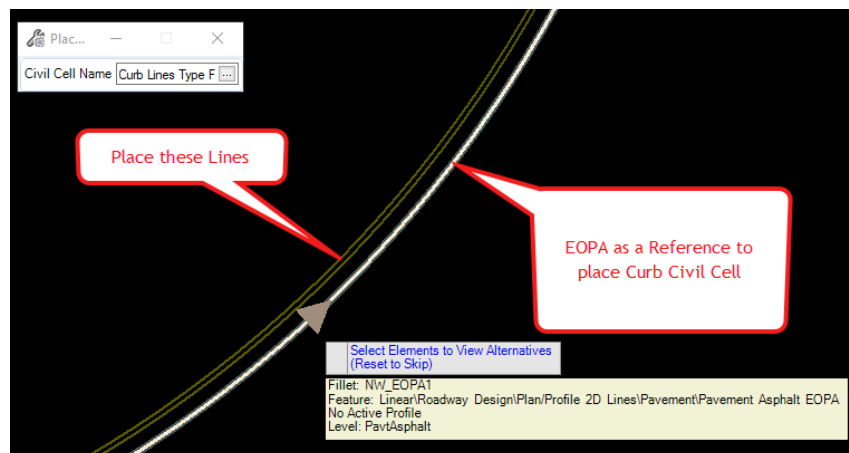 Plac...
Civil Cell Name Curb Lines Type F ...
Place these Lines
EOPA as a Reference to
place Curb Civil Cell
Select Elements to View Alternatives
(Reset to Skip)
Fillet: NW_EOPA1
Feature: Linear\Roadway Design\Plan/Profile 2D Lines\Pavement\Pavement Asphalt EOPA
No Active Profile
Level: PavtAsphalt